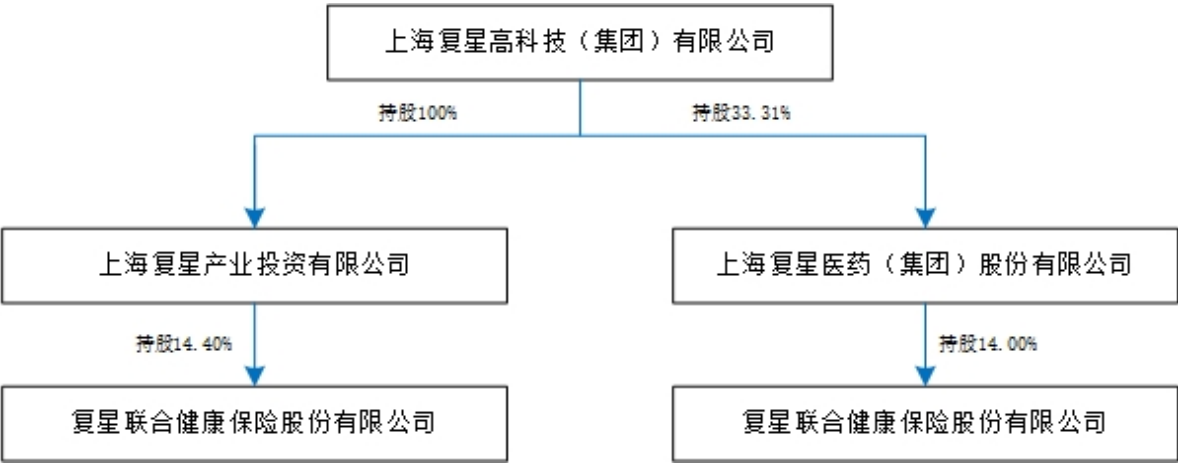 上海复星高科技（集团）有限公司
持股100%
持股33.31%
上海复星产业投资有限公司
上海复星医药（集团）股份有限公司
持股14.40%
持股14.00%
复星联合健康保险股份有限公司
复星联合健康保险股份有限公司